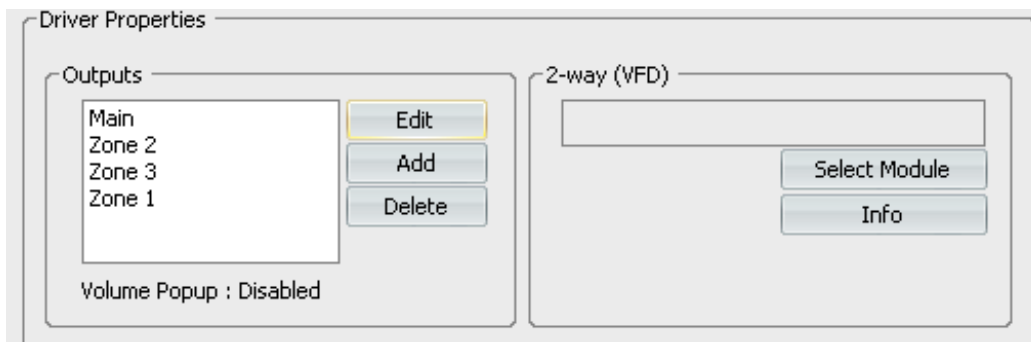 Driver Properties
Outputs
Main
Zone 2
Zone 3
Zone 1
Edit
Add
Delete
Volume Popup : Disabled
2-way (VFD)
Select Module
Info